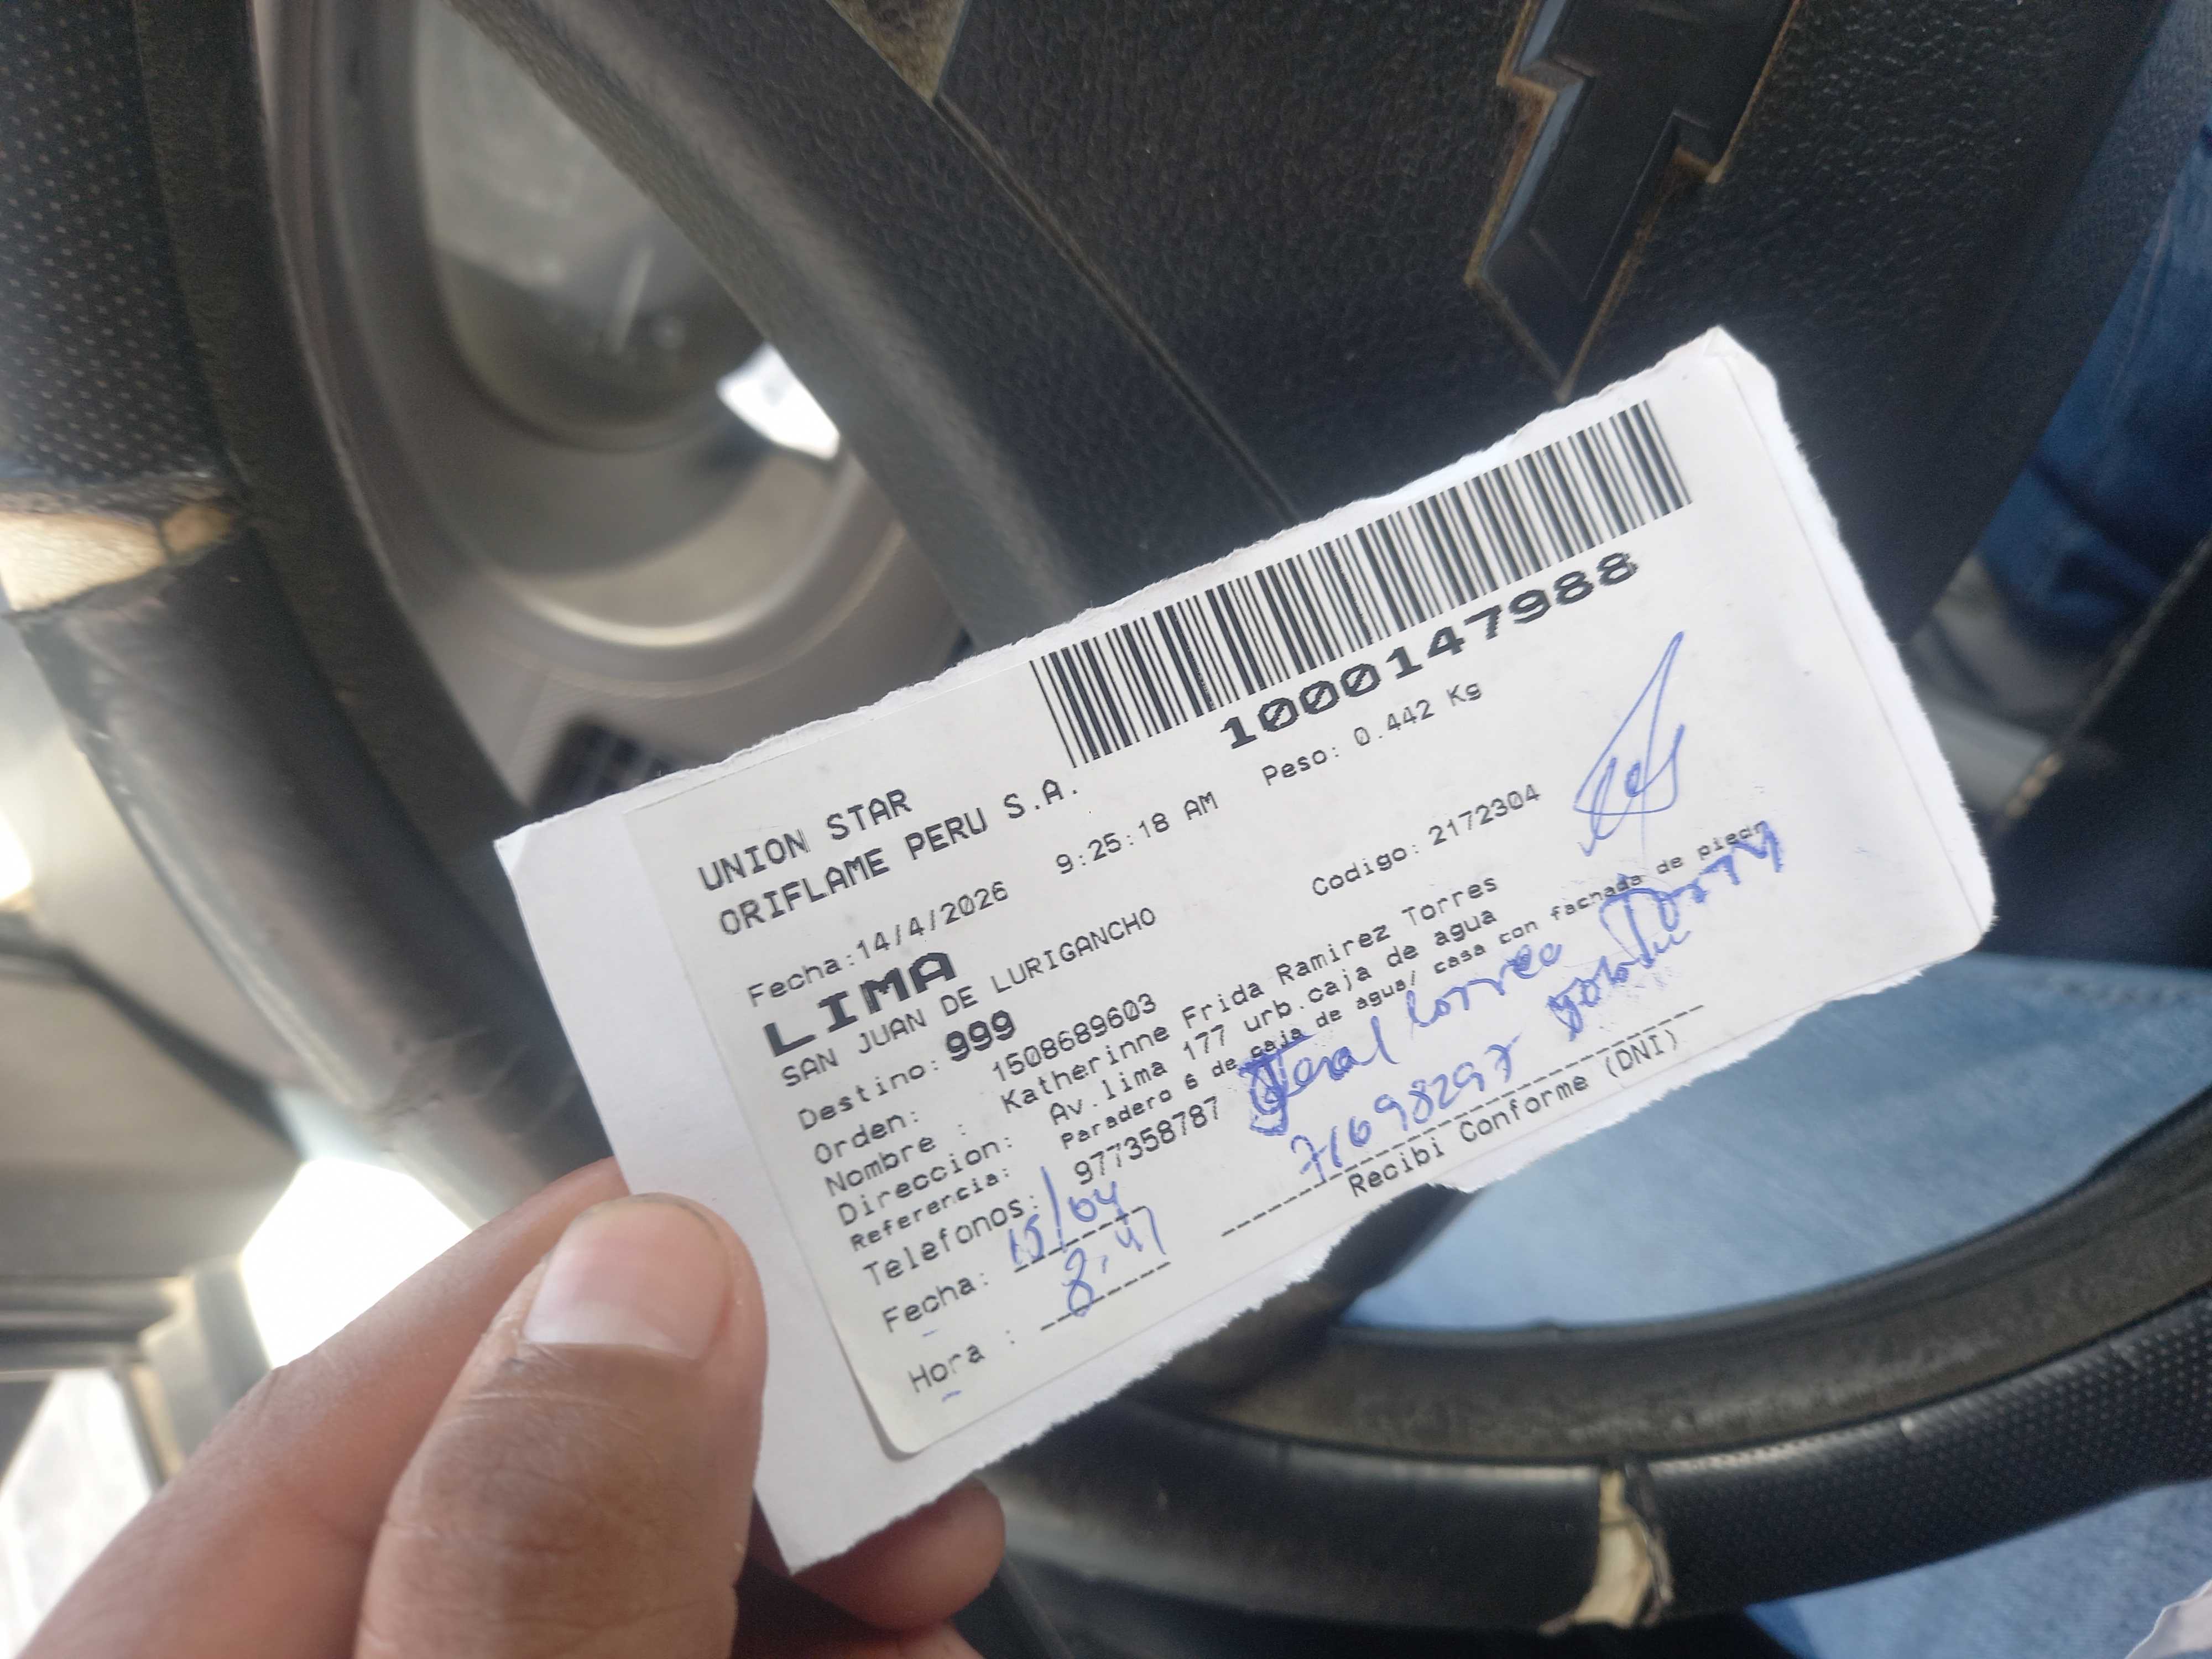 1000147988
UNION STAR
ORIFLAME PERU S.A.
Fecha:14/4/2026 9:25:18 AM Peso: 0.442 Kg
LIMA
SAN JUAN DE LURIGANCHO Codigo: 2172304
Destino: 999
Orden: 1508689603
Nombre : Katherinne Frida Ramirez Torres
Direccion: Av.lima 177 urb.caja de agua
Referencia: Paradero 6 de caja de agua/ casa con fachada de piedr
Telefonos: 977358787
Correo
Fecha: 15/04
71698297
Hora : 8:41
Recibi Conforme (DNI)